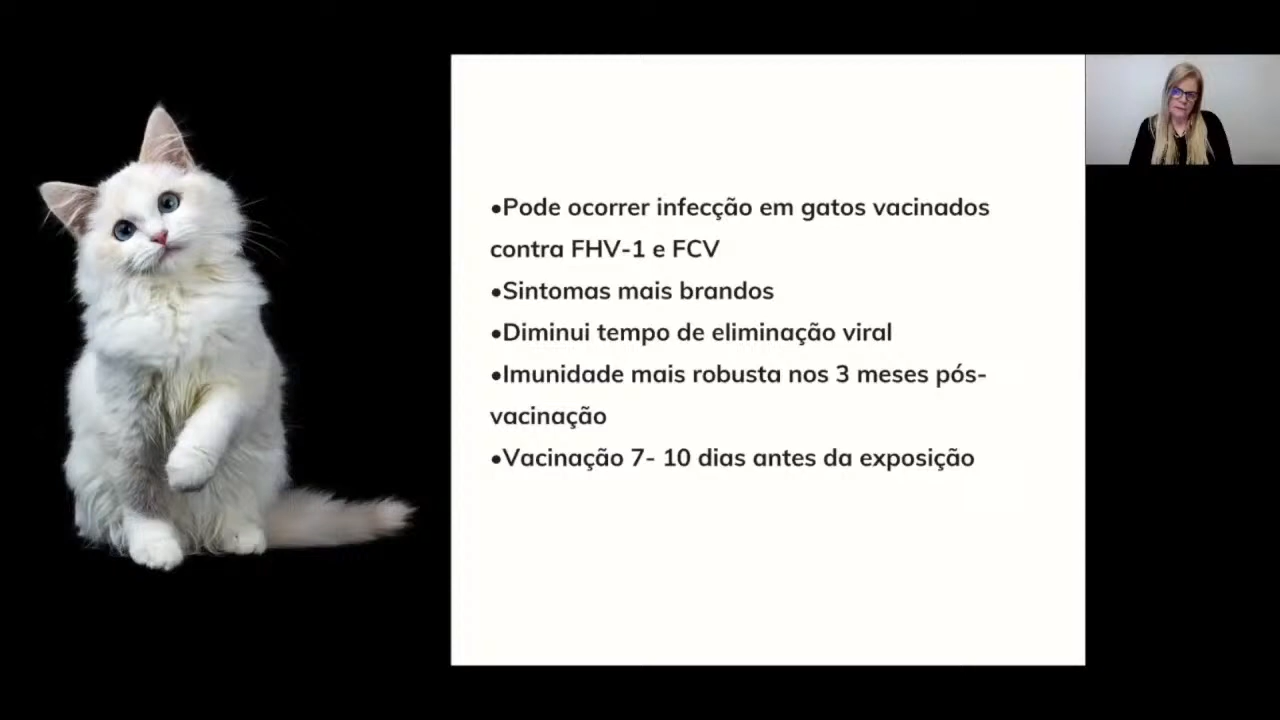 •Pode ocorrer infecção em gatos vacinados
contra FHV-1 e FCV
•Sintomas mais brandos
•Diminui tempo de eliminação viral
•Imunidade mais robusta nos 3 meses pós-
vacinação
•Vacinação 7- 10 dias antes da exposição